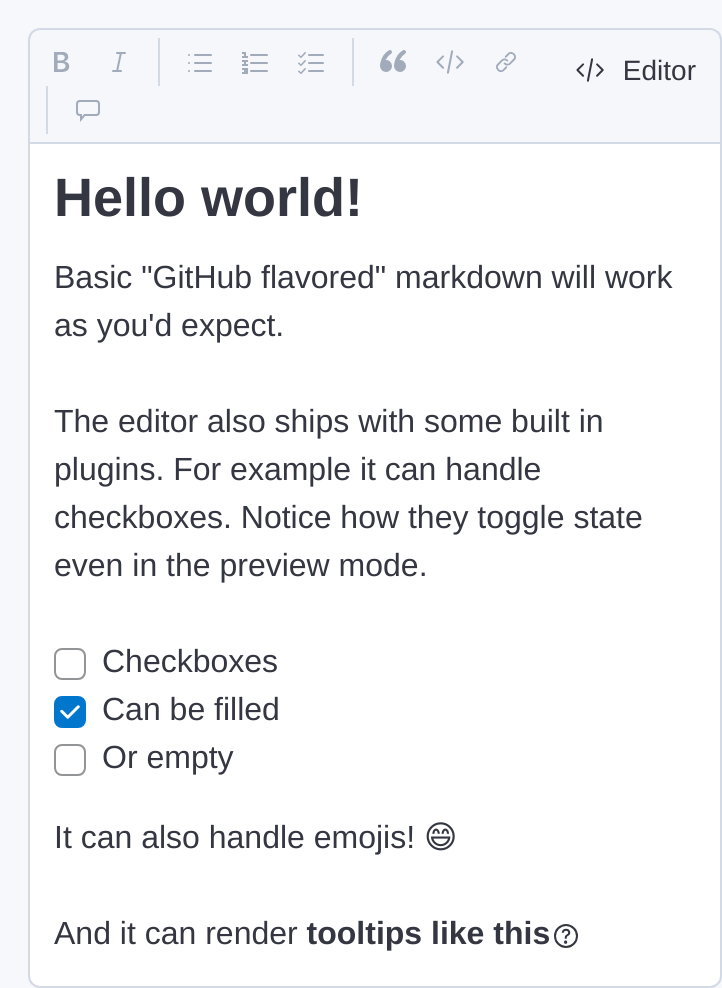 B I Editor
Hello world!
Basic "GitHub flavored" markdown will work
as you'd expect.
The editor also ships with some built in
plugins. For example it can handle
checkboxes. Notice how they toggle state
even in the preview mode.
Checkboxes
Can be filled
Or empty
It can also handle emojis! 😄
And it can render tooltips like this